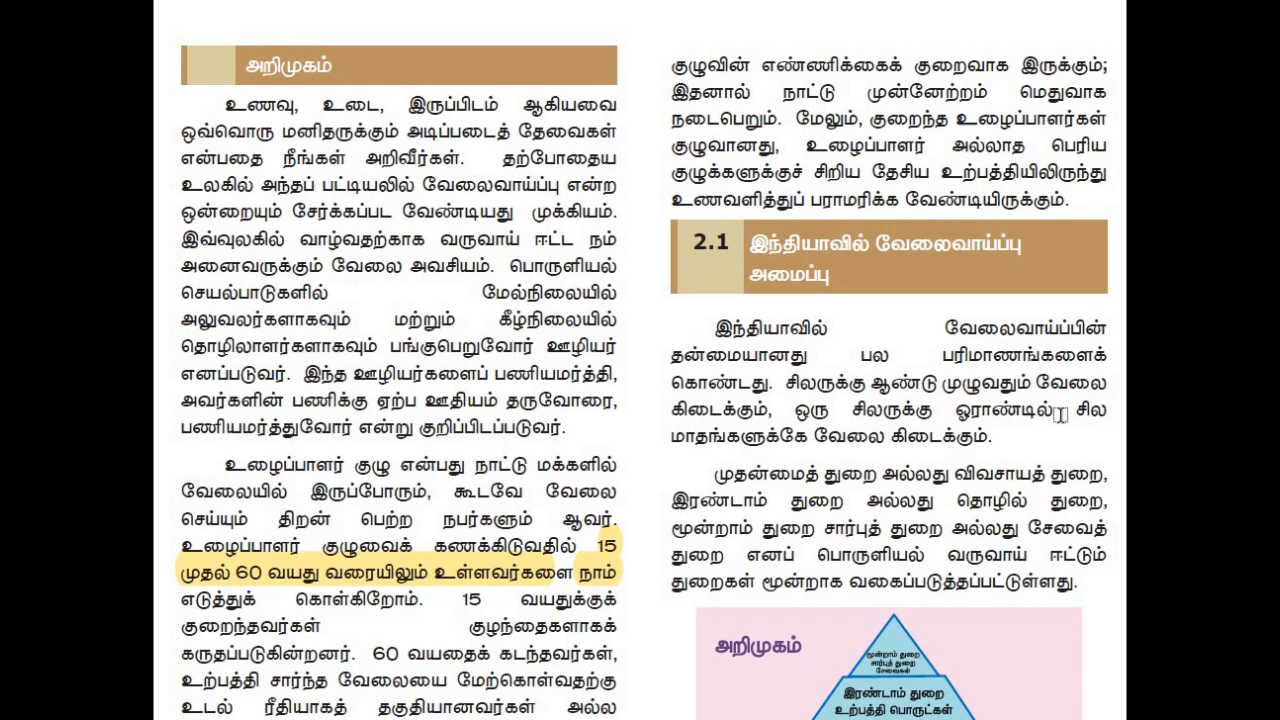 அறிமுகம்
உணவு, உடை, இருப்பிடம் ஆகியவை
ஒவ்வொரு மனிதருக்கும் அடிப்படைத் தேவைகள்
என்பதை நீங்கள் அறிவீர்கள். தற்போதைய
உலகில் அந்தப் பட்டியலில் வேலைவாய்ப்பு என்ற
ஒன்றையும் சேர்க்கப்பட வேண்டியது முக்கியம்.
இவ்வுலகில் வாழ்வதற்காக வருவாய் ஈட்ட நம்
அனைவருக்கும் வேலை அவசியம். பொருளியல்
செயல்பாடுகளில் மேல்நிலையில்
அலுவலர்களாகவும் மற்றும் கீழ்நிலையில்
தொழிலாளர்களாகவும் பங்குபெறுவோர் ஊழியர்
எனப்படுவர். இந்த ஊழியர்களைப் பணியமர்த்தி,
அவர்களின் பணிக்கு ஏற்ப ஊதியம் தருவோரை,
பணியமர்த்துவோர் என்று குறிப்பிடப்படுவர்.
உழைப்பாளர் குழு என்பது நாட்டு மக்களில்
வேலையில் இருப்போரும், கூடவே வேலை
செய்யும் திறன் பெற்ற நபர்களும் ஆவர்.
உழைப்பாளர் குழுவைக் கணக்கிடுவதில் 15
முதல் 60 வயது வரையிலும் உள்ளவர்களை நாம்
எடுத்துக் கொள்கிறோம். 15 வயதுக்குக்
குறைந்தவர்கள் குழந்தைகளாகக்
கருதப்படுகின்றனர். 60 வயதைக் கடந்தவர்கள்,
உற்பத்தி சார்ந்த வேலையை மேற்கொள்வதற்கு
உடல் ரீதியாகத் தகுதியானவர்கள் அல்ல
குழுவின் எண்ணிக்கைக் குறைவாக இருக்கும்;
இதனால் நாட்டு முன்னேற்றம் மெதுவாக
நடைபெறும். மேலும், குறைந்த உழைப்பாளர்கள்
குழுவானது, உழைப்பாளர் அல்லாத பெரிய
குழுக்களுக்குச் சிறிய தேசிய உற்பத்தியிலிருந்து
உணவளித்துப் பராமரிக்க வேண்டியிருக்கும்.
2.1 இந்தியாவில் வேலைவாய்ப்பு
அமைப்பு
இந்தியாவில் வேலைவாய்ப்பின்
தன்மையானது பல பரிமாணங்களைக்
கொண்டது. சிலருக்கு ஆண்டு முழுவதும் வேலை
கிடைக்கும், ஒரு சிலருக்கு ஓராண்டில் சில
மாதங்களுக்கே வேலை கிடைக்கும்.
முதன்மைத் துறை அல்லது விவசாயத் துறை,
இரண்டாம் துறை அல்லது தொழில் துறை,
மூன்றாம் துறை சார்புத் துறை அல்லது சேவைத்
துறை எனப் பொருளியல் வருவாய் ஈட்டும்
துறைகள் மூன்றாக வகைப்படுத்தப்பட்டுள்ளது.
அறிமுகம்
மூன்றாம் துறை
சார்புத் துறை
சேவைகள்
இரண்டாம் துறை
உற்பத்தி பொருட்கள்